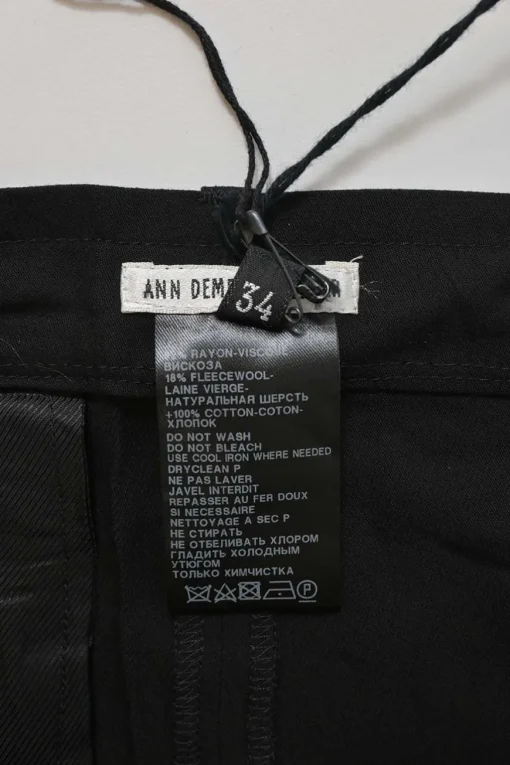 ANN DEM
34
RAYON-VISCOSE
ВИСКОЗА
18% FLEECEWOOL-
LAINE VIERGE-
НАТУРАЛЬНАЯ ШЕРСТЬ
+100% COTTON-COTON-
ХЛОПОК
DO NOT WASH
DO NOT BLEACH
USE COOL IRON WHERE NEEDED
DRYCLEAN P
NE PAS LAVER
JAVEL INTERDIT
REPASSER AU FER DOUX
SI NECESSAIRE
NETTOYAGE A SEC P
НЕ СТИРАТЬ
НЕ ОТБЕЛИВАТЬ ХЛОРОМ
ГЛАДИТЬ ХОЛОДНЫМ
УТЮГОМ
ТОЛЬКО ХИМЧИСТКА
P